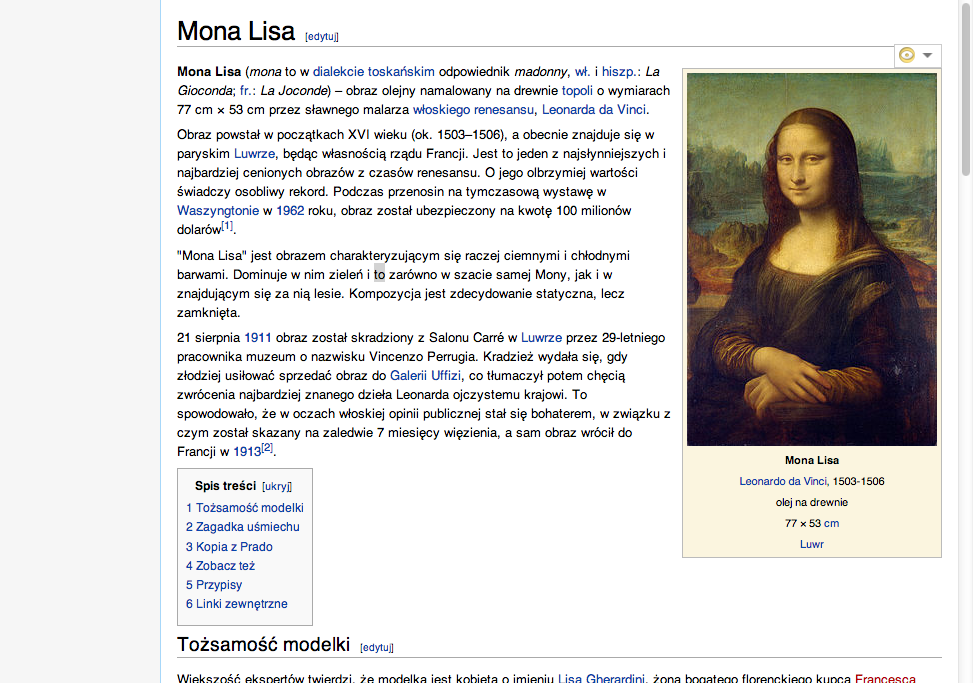 Mona Lisa [edytuj]
Mona Lisa (mona to w dialekcie toskańskim odpowiednik madonny, wł. i hiszp.: La
Gioconda; fr.: La Joconde) – obraz olejny namalowany na drewnie topoli o wymiarach
77 cm × 53 cm przez sławnego malarza włoskiego renesansu, Leonarda da Vinci.
Obraz powstał w początkach XVI wieku (ok. 1503–1506), a obecnie znajduje się w
paryskim Luwrze, będąc własnością rządu Francji. Jest to jeden z najsłynniejszych i
najbardziej cenionych obrazów z czasów renesansu. O jego olbrzymiej wartości
świadczy osobliwy rekord. Podczas przenosin na tymczasową wystawę w
Waszyngtonie w 1962 roku, obraz został ubezpieczony na kwotę 100 milionów
dolarów[1].
"Mona Lisa" jest obrazem charakteryzującym się raczej ciemnymi i chłodnymi
barwami. Dominuje w nim zieleń i to zarówno w szacie samej Mony, jak i w
znajdującym się za nią lesie. Kompozycja jest zdecydowanie statyczna, lecz
zamknięta.
21 sierpnia 1911 obraz został skradziony z Salonu Carré w Luwrze przez 29-letniego
pracownika muzeum o nazwisku Vincenzo Perrugia. Kradzież wydała się, gdy
złodziej usiłować sprzedać obraz do Galerii Uffizi, co tłumaczył potem chęcią
zwrócenia najbardziej znanego dzieła Leonarda ojczystemu krajowi. To
spowodowało, że w oczach włoskiej opinii publicznej stał się bohaterem, w związku z
czym został skazany na zaledwie 7 miesięcy więzienia, a sam obraz wrócił do
Francji w 1913[2].
Mona Lisa
Leonardo da Vinci, 1503-1506
olej na drewnie
77 × 53 cm
Luwr
Spis treści [ukryj]
1 Tożsamość modelki
2 Zagadka uśmiechu
3 Kopia z Prado
4 Zobacz też
5 Przypisy
6 Linki zewnętrzne
Tożsamość modelki [edytuj]
Większość ekspertów twierdzi, że modelką jest kobieta o imieniu Lisa Gherardini, żona bogatego florenckiego kupca Francesca